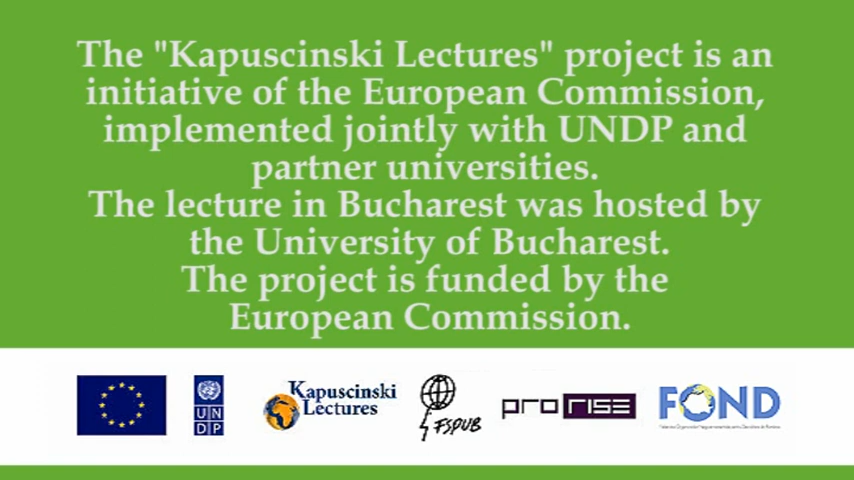 The "Kapuscinski Lectures" project is an
initiative of the European Commission,
implemented jointly with UNDP and
partner universities.
The lecture in Bucharest was hosted by
the University of Bucharest.
The project is funded by the
European Commission.
UN
DP
Kapuscinski
Lectures
FSPUB
pro RISE
FOND